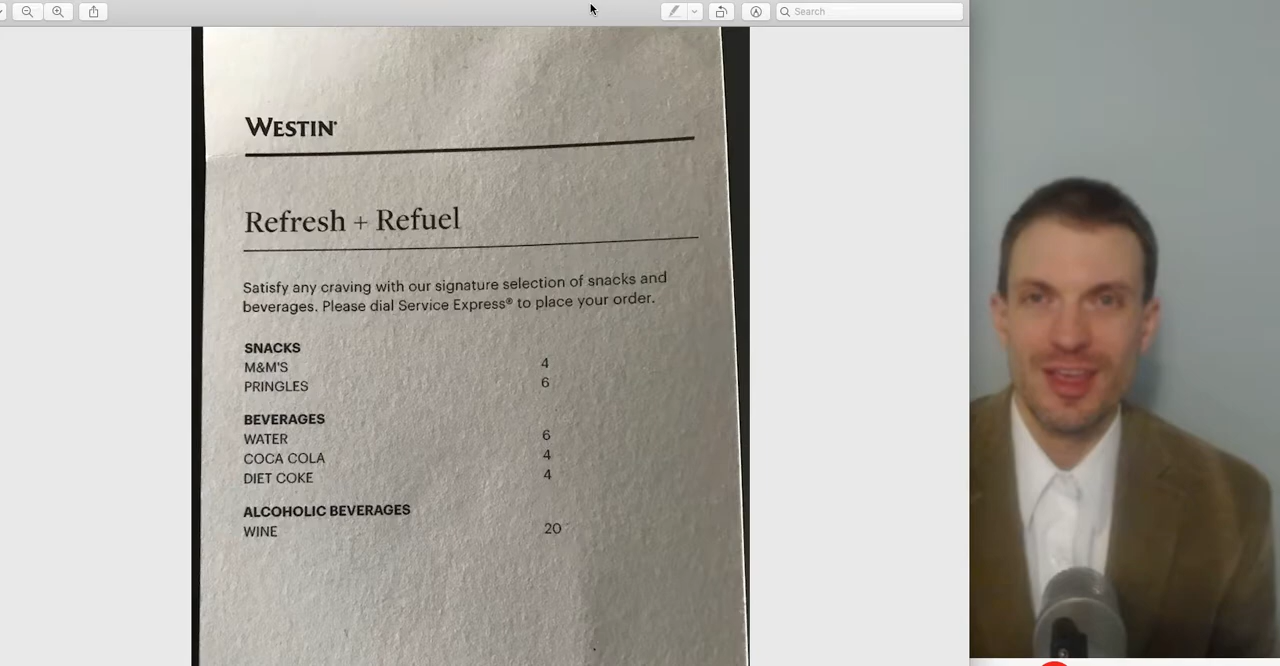 Search
WESTIN®
Refresh + Refuel
Satisfy any craving with our signature selection of snacks and
beverages. Please dial Service Express® to place your order.
SNACKS
M&M'S 4
PRINGLES 6
BEVERAGES
WATER 6
COCA COLA 4
DIET COKE 4
ALCOHOLIC BEVERAGES
WINE 20